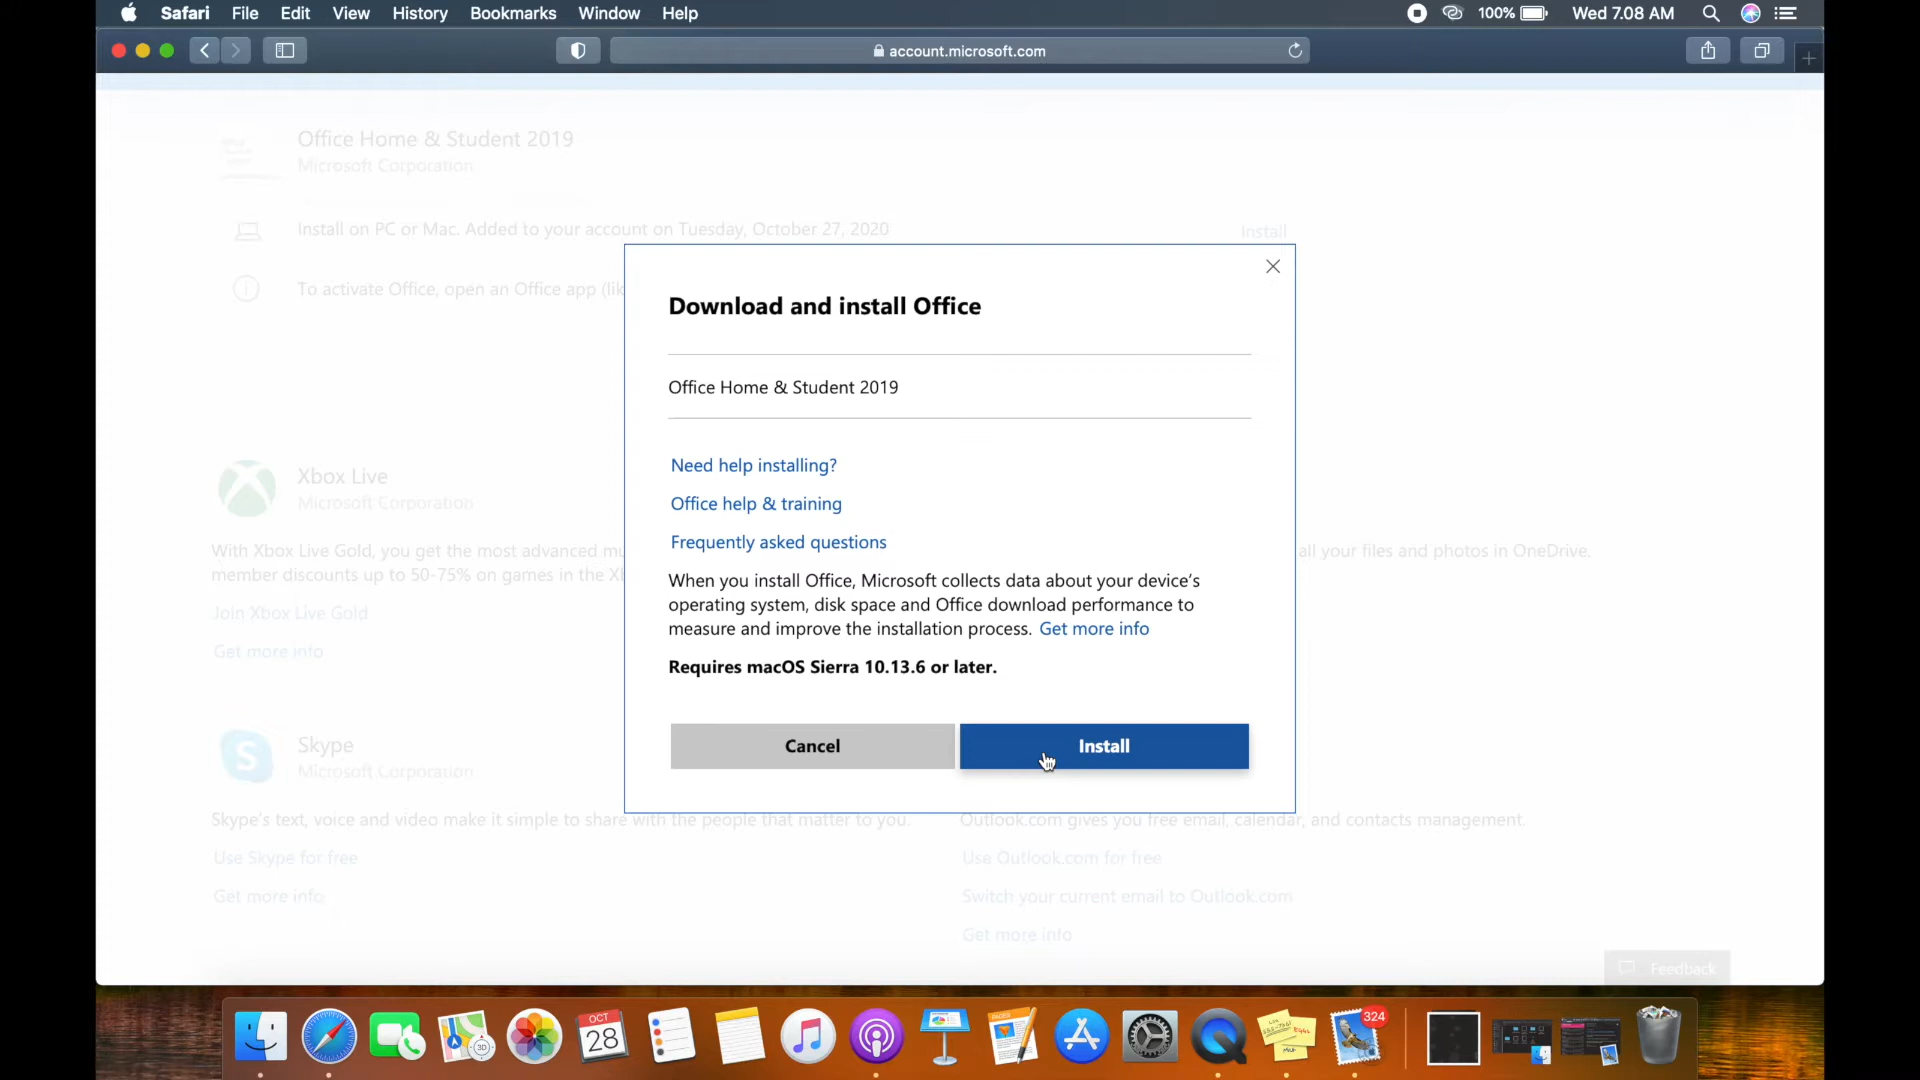 Safari File Edit View History Bookmarks Window Help 100% Wed 7.08 AM
account.microsoft.com
Office Home & Student 2019
Microsoft Corporation
Install on PC or Mac. Added to your account on Tuesday, October 27, 2020 Install
To activate Office, open an Office app (lik
Download and install Office
Office Home & Student 2019
Need help installing?
Office help & training
Frequently asked questions
When you install Office, Microsoft collects data about your device's
operating system, disk space and Office download performance to
measure and improve the installation process. Get more info
Requires macOS Sierra 10.13.6 or later.
Cancel Install
Xbox Live
Microsoft Corporation
With Xbox Live Gold, you get the most advanced mu
member discounts up to 50-75% on games in the Xb
Join Xbox Live Gold
Get more info
all your files and photos in OneDrive.
Skype
Microsoft Corporation
Skype's text, voice and video make it simple to share with the people that matter to you.
Use Skype for free
Get more info
Outlook.com gives you free email, calendar, and contacts management.
Use Outlook.com for free
Switch your current email to Outlook.com
Get more info
Feedback
OCT
28
3D
PAGES
324